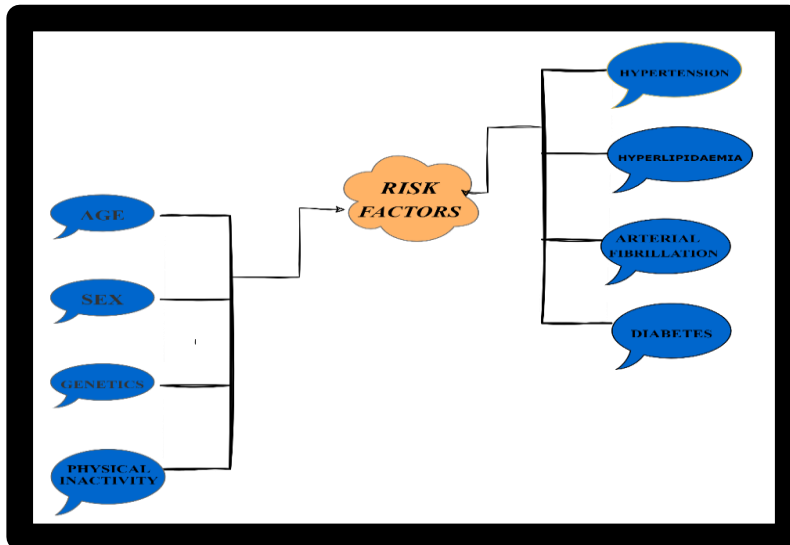 HYPERTENSION
HYPERLIPIDAEMIA
RISK
FACTORS
AGE
ARTERIAL
FIBRILLATION
SEX
DIABETES
GENETICS
PHYSICAL
INACTIVITY